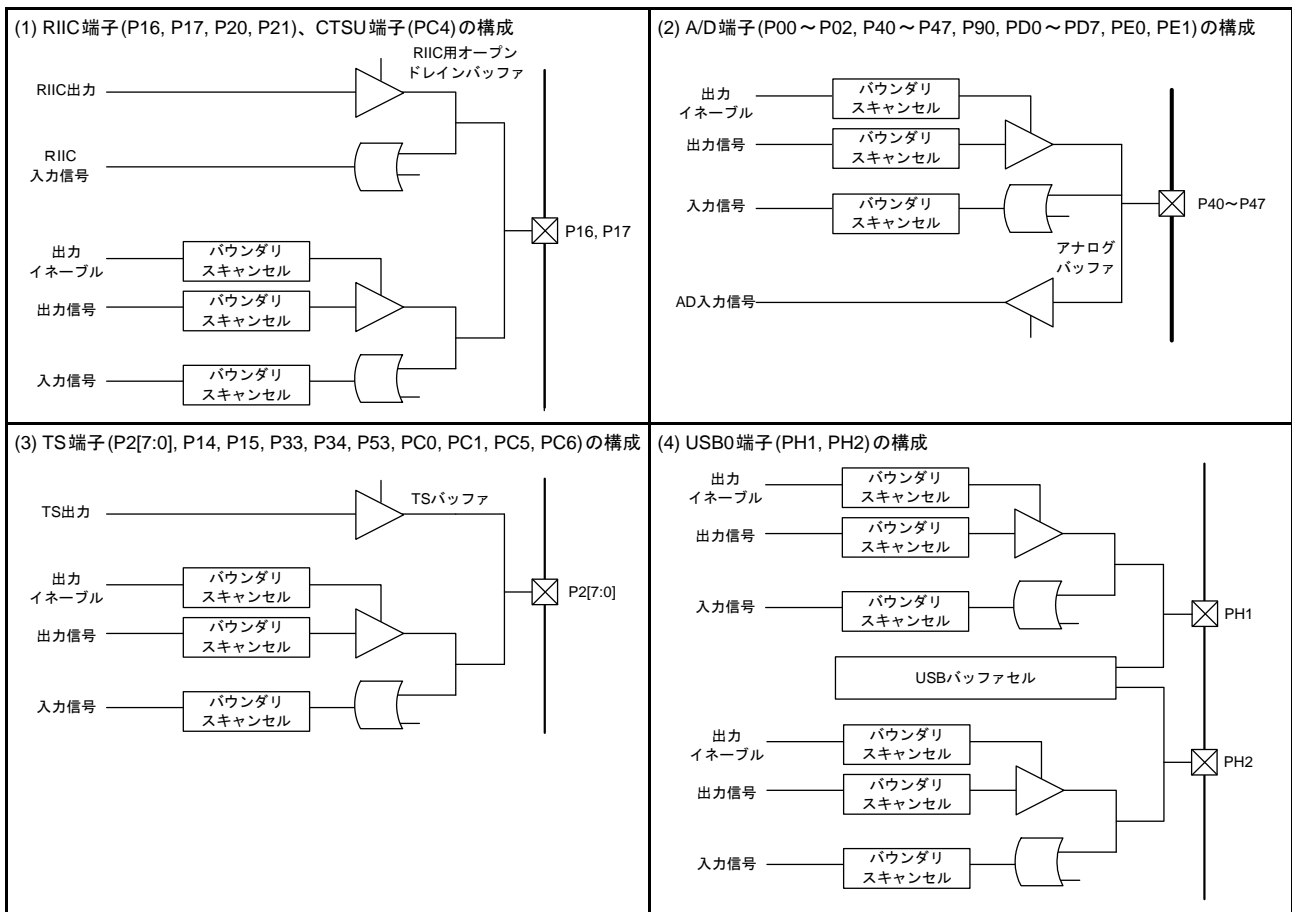 (1) RIIC端子(P16, P17, P20, P21)、CTSU端子(PC4)の構成
RIIC用オープン
ドレインバッファ
RIIC出力
RIIC
入力信号
出力
イネーブル
バウンダリ
スキャンセル
出力信号
バウンダリ
スキャンセル
入力信号
バウンダリ
スキャンセル
P16, P17
(2) A/D端子(P00～P02, P40～P47, P90, PD0～PD7, PE0, PE1)の構成
出力
イネーブル
バウンダリ
スキャンセル
出力信号
バウンダリ
スキャンセル
入力信号
バウンダリ
スキャンセル
P40～P47
アナログ
バッファ
AD入力信号
(3) TS端子(P2[7:0], P14, P15, P33, P34, P53, PC0, PC1, PC5, PC6)の構成
TSバッファ
TS出力
出力
イネーブル
バウンダリ
スキャンセル
出力信号
バウンダリ
スキャンセル
入力信号
バウンダリ
スキャンセル
P2[7:0]
(4) USB0端子(PH1, PH2)の構成
出力
イネーブル
バウンダリ
スキャンセル
出力信号
バウンダリ
スキャンセル
入力信号
バウンダリ
スキャンセル
PH1
USBバッファセル
出力
イネーブル
バウンダリ
スキャンセル
PH2
出力信号
バウンダリ
スキャンセル
入力信号
バウンダリ
スキャンセル